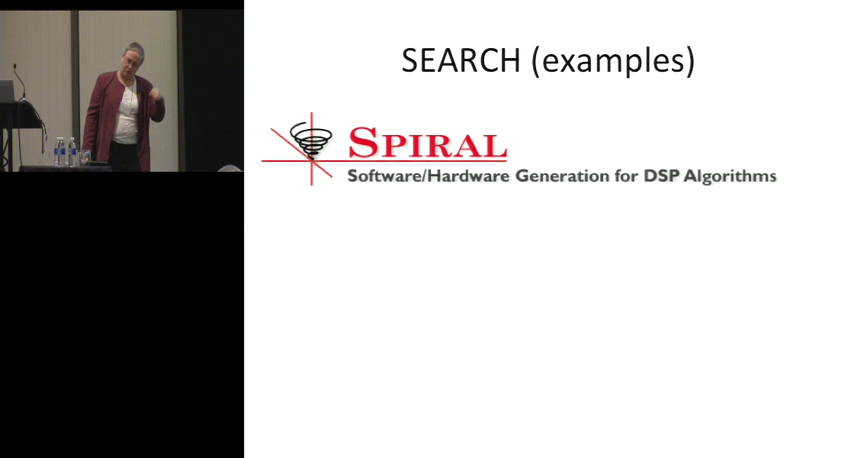 SEARCH (examples)
SPIRAL
Software/Hardware Generation for DSP Algorithms